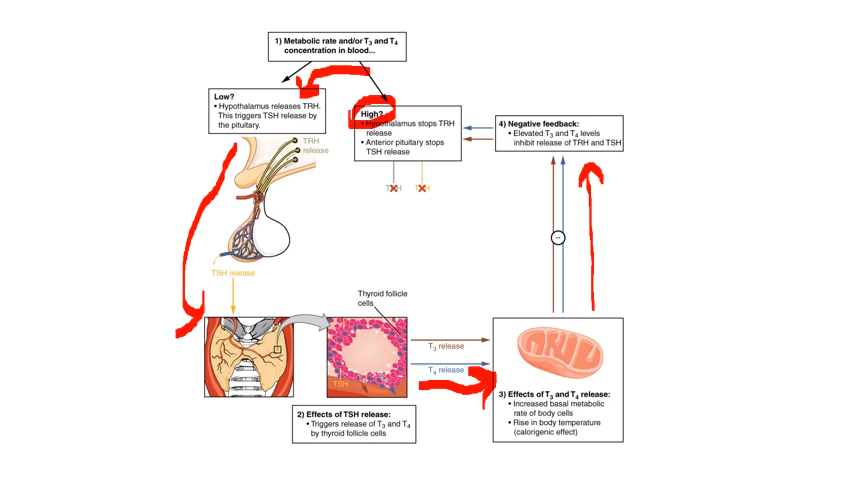 1) Metabolic rate and/or T3 and T4
concentration in blood...
Low?
• Hypothalamus releases TRH.
This triggers TSH release by
the pituitary.
High?
• Hypothalamus stops TRH
release
• Anterior pituitary stops
TSH release
4) Negative feedback:
• Elevated T3 and T4 levels
inhibit release of TRH and TSH
TRH
release
TSH
–
TSH release
Thyroid follicle
cells
T3 release
T4 release
TSH
3) Effects of T3 and T4 release:
• Increased basal metabolic
rate of body cells
• Rise in body temperature
(calorigenic effect)
2) Effects of TSH release:
• Triggers release of T3 and T4
by thyroid follicle cells